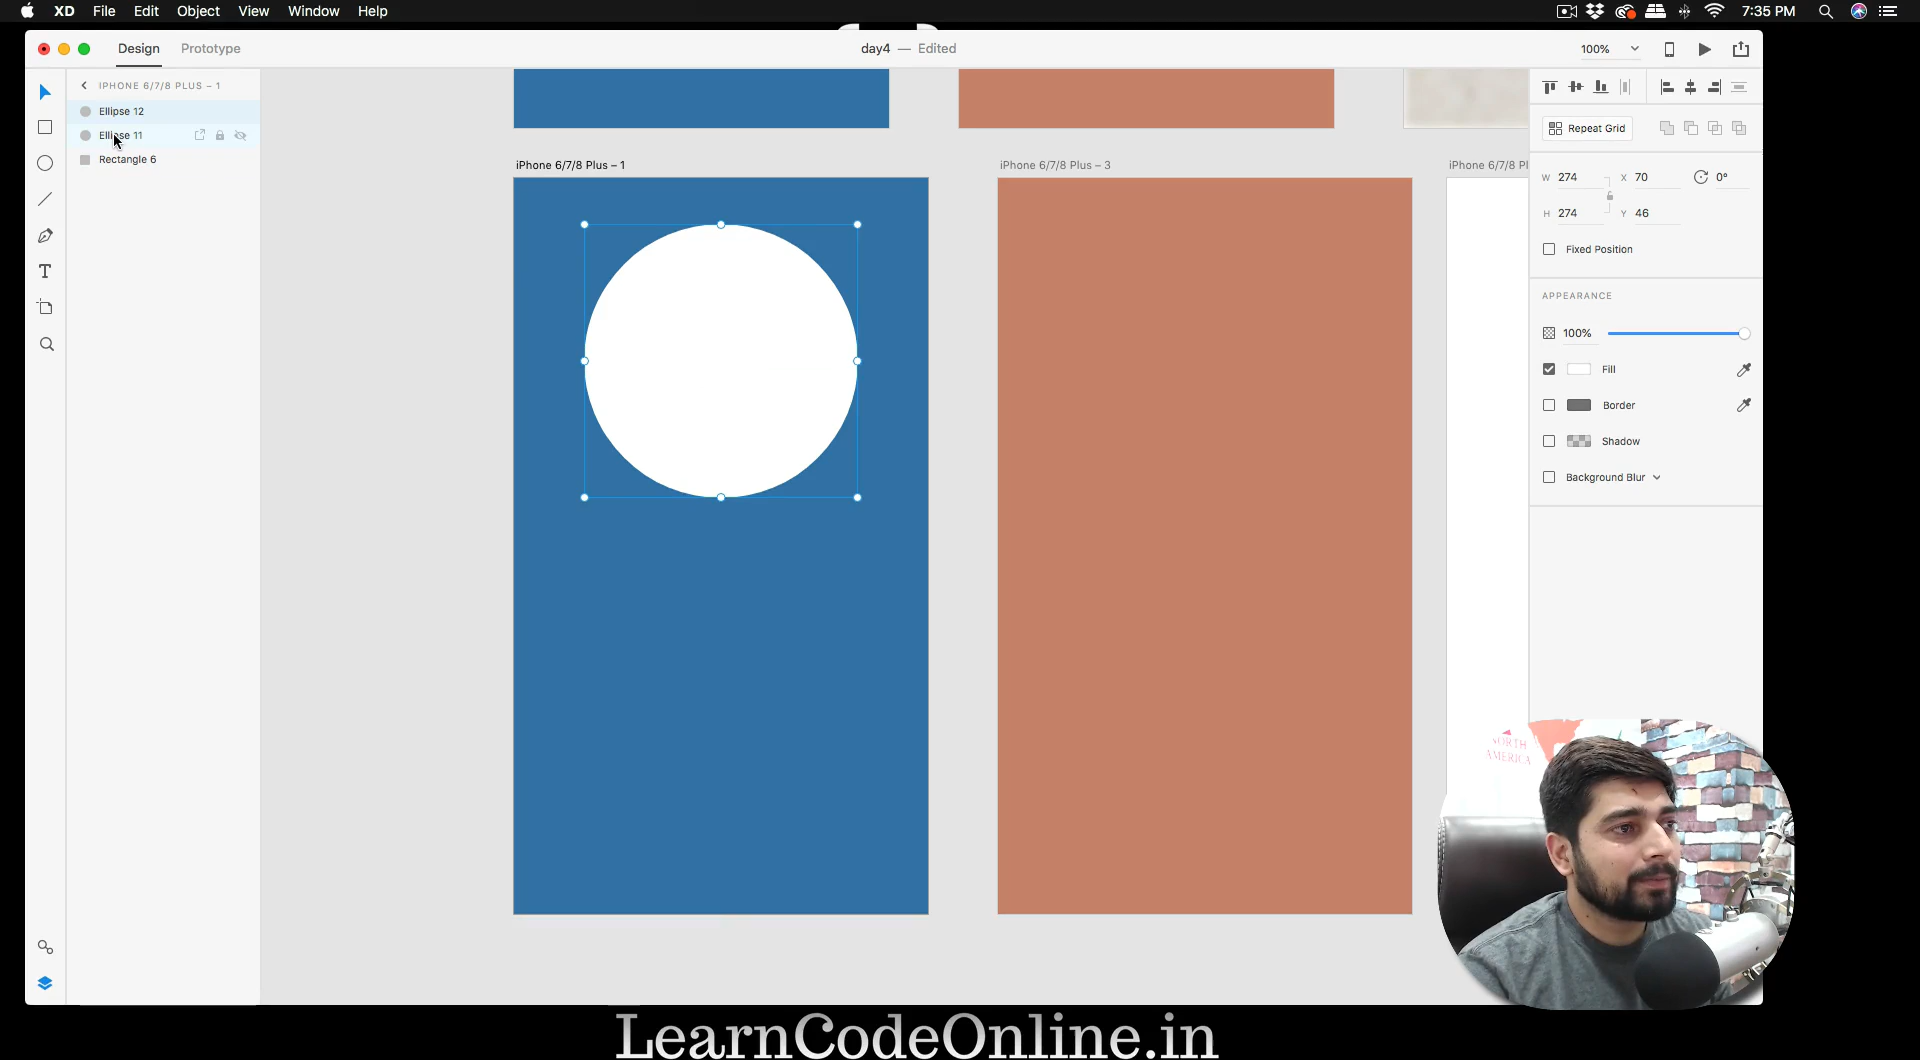 XD File Edit Object View Window Help
7:35 PM
Design Prototype
day4 — Edited
100%
IPHONE 6/7/8 PLUS – 1
Ellipse 12
Ellipse 11
Rectangle 6
iPhone 6/7/8 Plus – 1
iPhone 6/7/8 Plus – 3
iPhone 6/7/8 Pl
Repeat Grid
W 274 X 70 0°
H 274 Y 46
Fixed Position
APPEARANCE
100%
Fill
Border
Shadow
Background Blur
NORTH
AMERICA
LearnCodeOnline.in